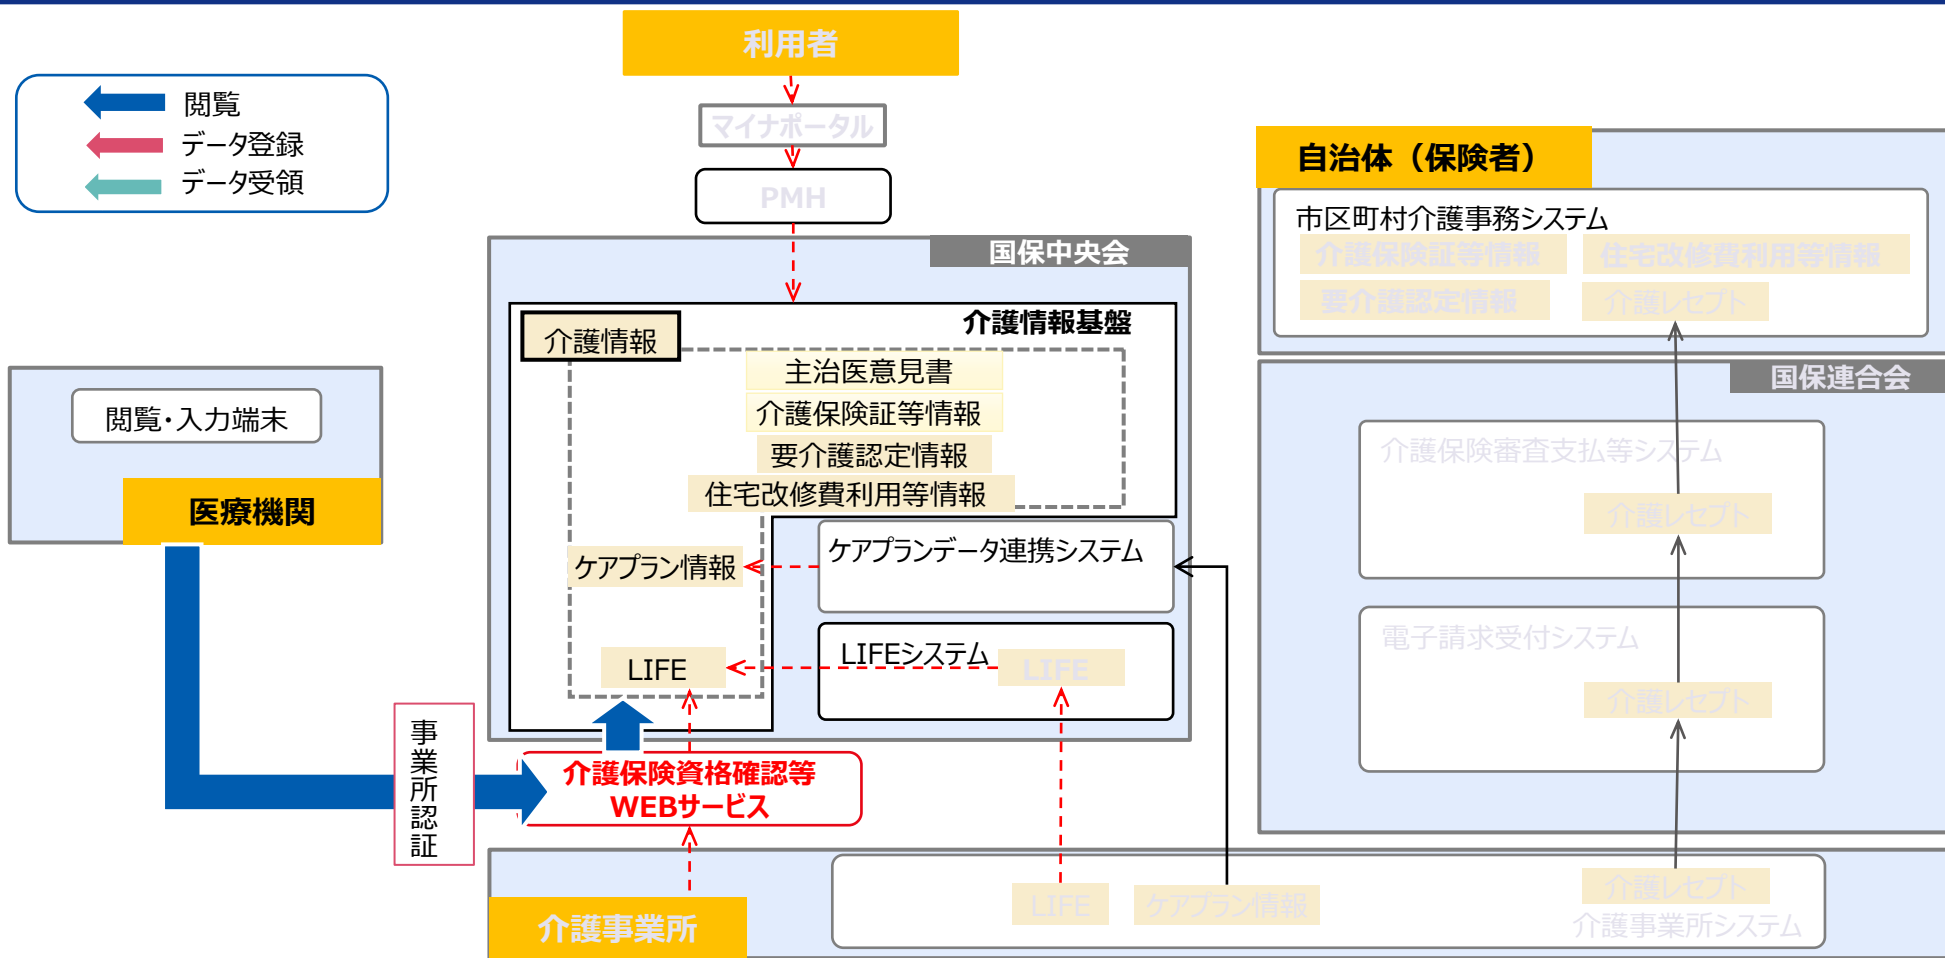 利用者
閲覧
データ登録
データ受領
マイナポータル
PMH
自治体（保険者）
市区町村介護事務システム
介護保険証等情報
住宅改修費利用等情報
要介護認定情報
介護レセプト
国保中央会
介護情報基盤
介護情報
主治医意見書
介護保険証等情報
要介護認定情報
住宅改修費利用等情報
ケアプラン情報
ケアプランデータ連携システム
LIFE
LIFEシステム
LIFE
国保連合会
介護保険審査支払等システム
介護レセプト
電子請求受付システム
介護レセプト
閲覧・入力端末
医療機関
事業所認証
介護保険資格確認等
WEBサービス
介護事業所
LIFE
ケアプラン情報
介護レセプト
介護事業所システム